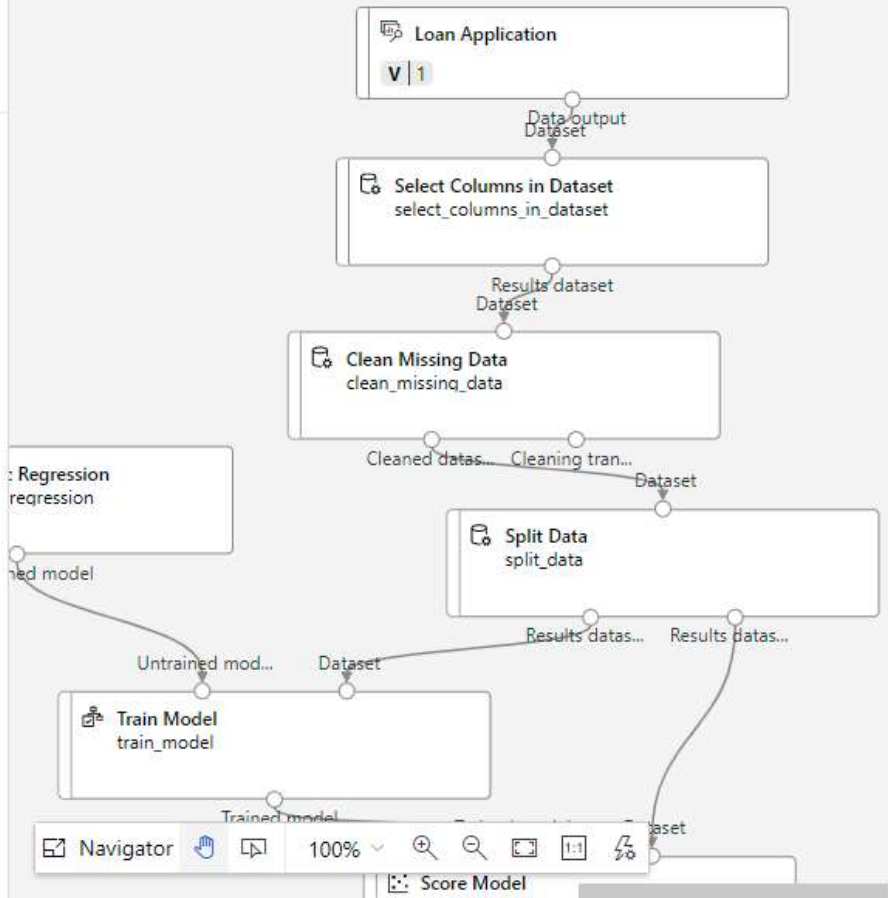 Loan Application
V | 1
Data output
Dataset
Select Columns in Dataset
select_columns_in_dataset
Results dataset
Dataset
Clean Missing Data
clean_missing_data
Cleaned datas... Cleaning tran...
Dataset
Regression
regression
Split Data
split_data
model
Results datas... Results datas...
Untrained mod... Dataset
Train Model
train_model
Trained model
Navigator 100% 1:1
Score Model